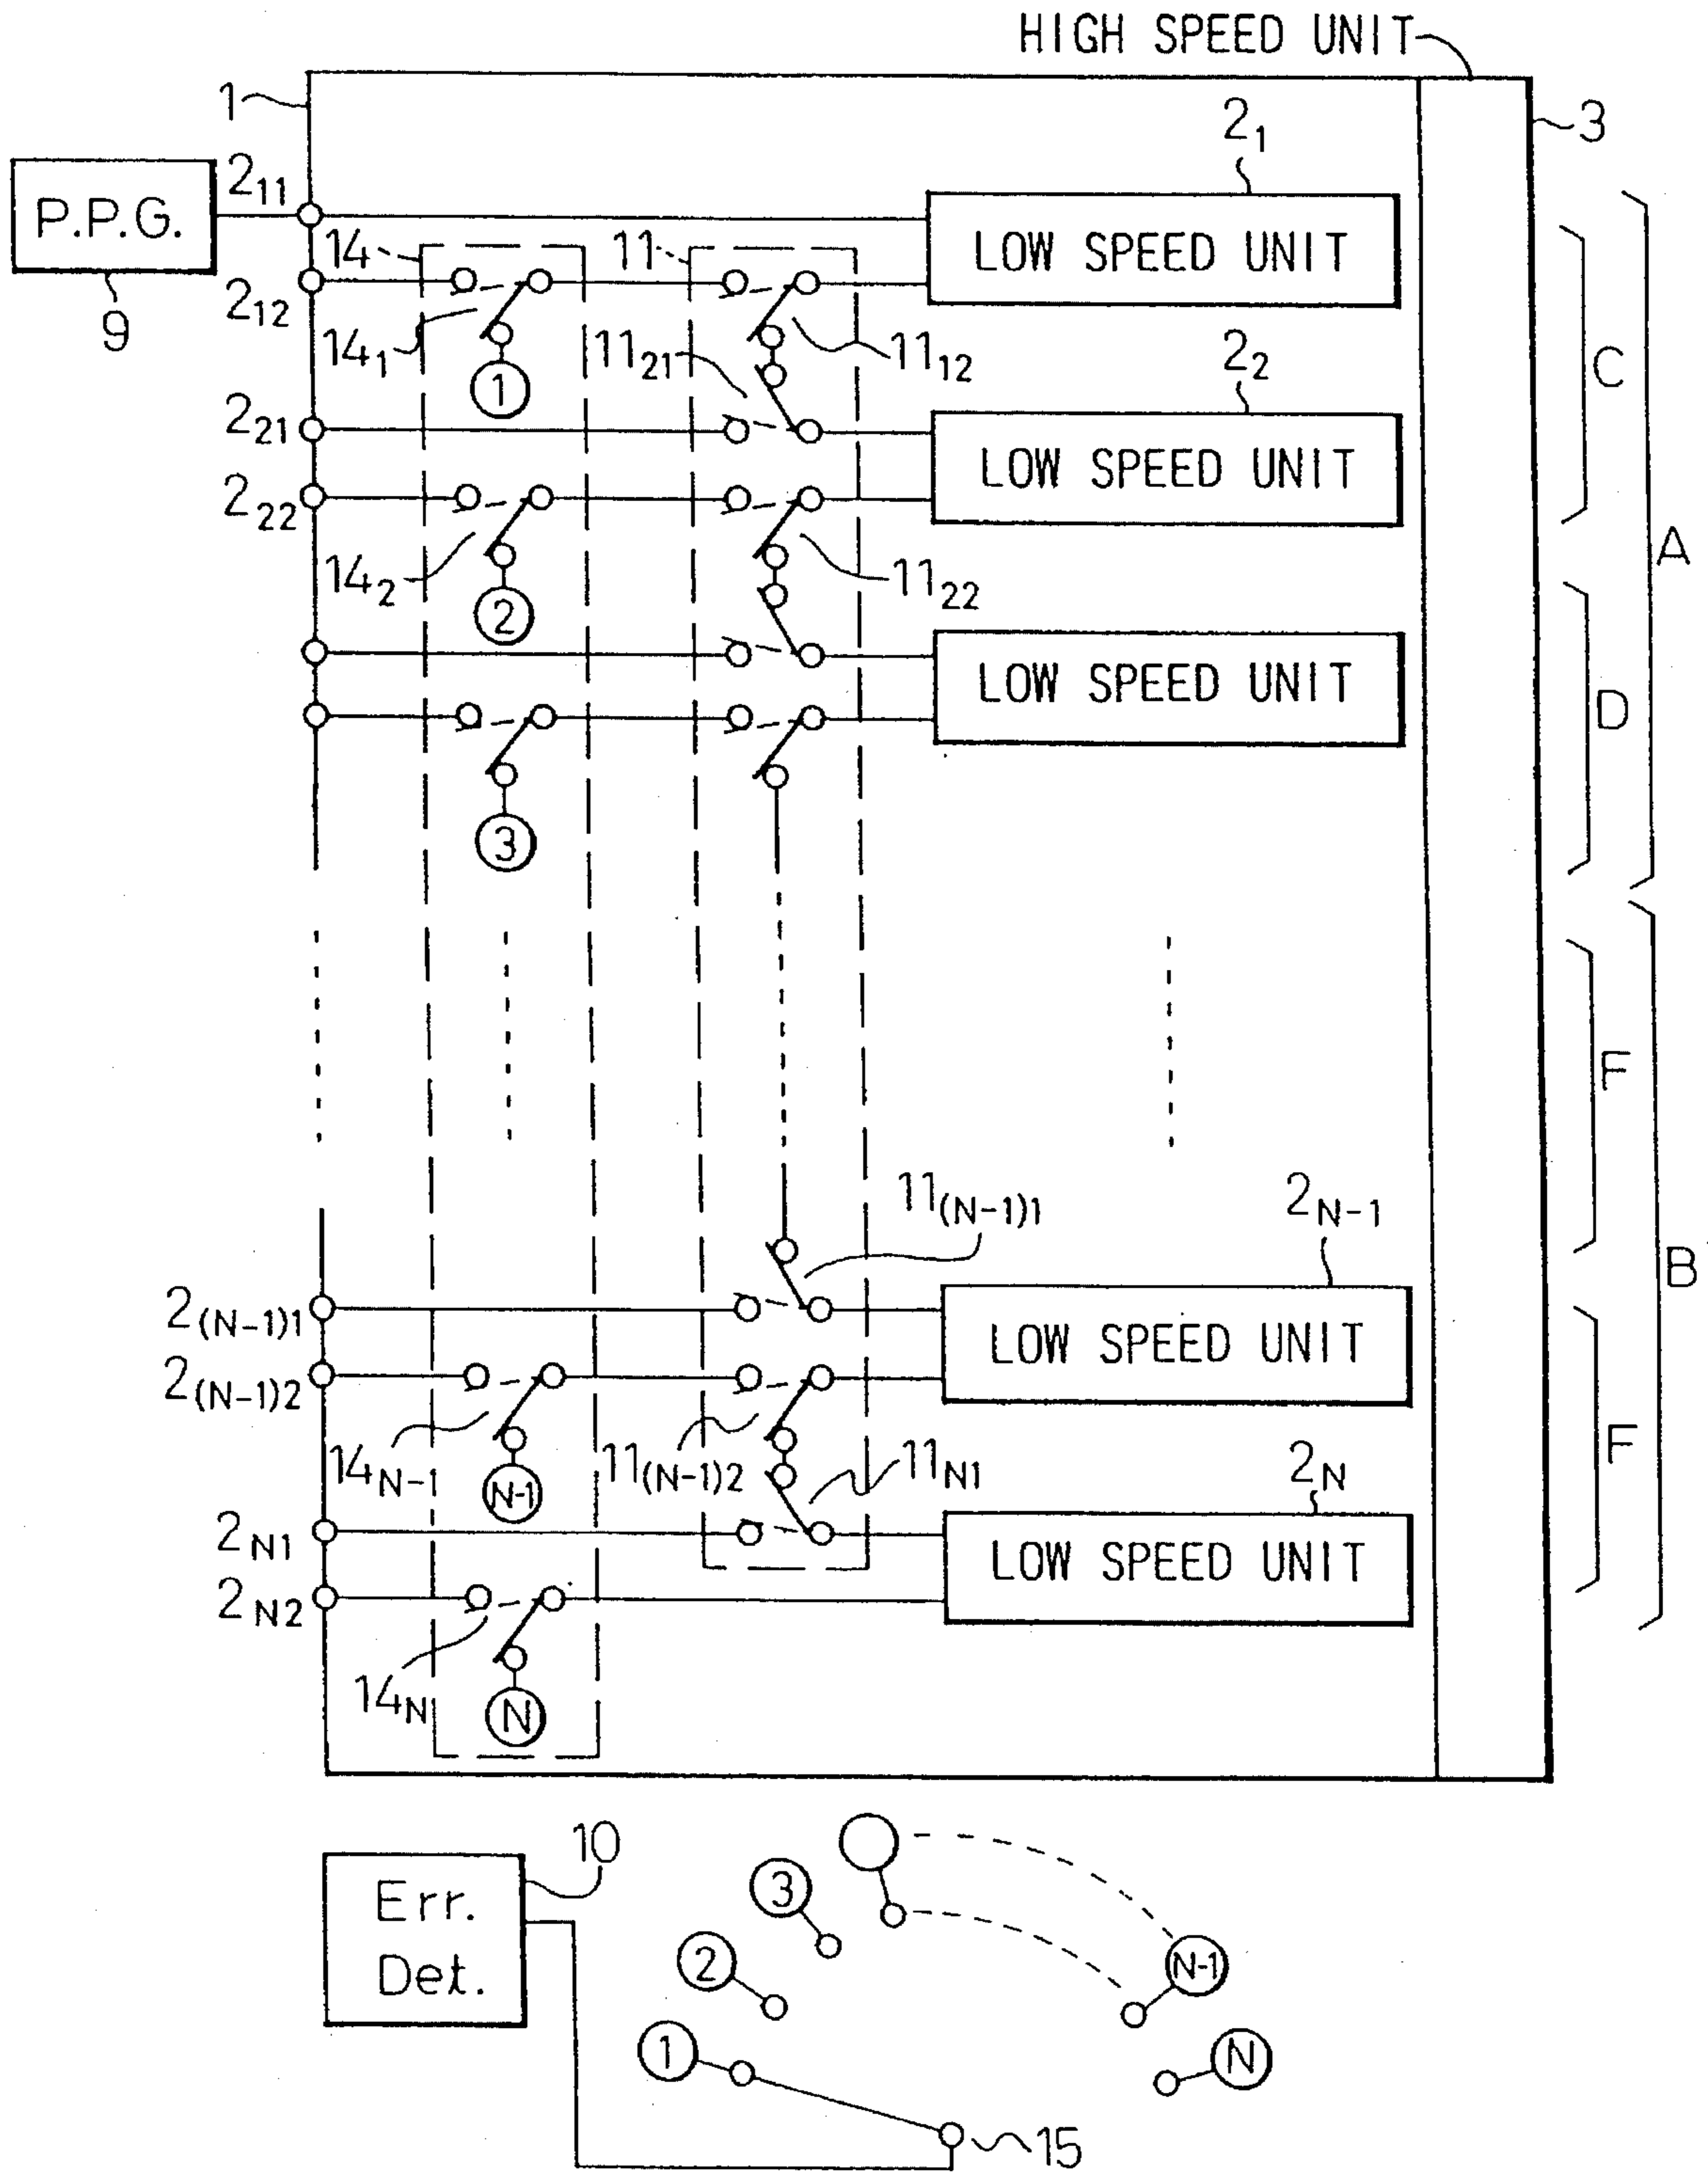 HIGH SPEED UNIT
1
3
P.P.G.
9
2₁₁
2₁₂
14
11
2₁
LOW SPEED UNIT
14₁
11₂₁
11₁₂
①
2₂
C
2₂₁
LOW SPEED UNIT
2₂₂
A
14₂
11₂₂
②
LOW SPEED UNIT
D
③
F
11(N-1)1
2N-1
B
2(N-1)1
LOW SPEED UNIT
2(N-1)2
14N-1
11(N-1)2
11N1
2N
F
N-1
2N1
LOW SPEED UNIT
2N2
14N
N
10
Err.
Det.
③
②
N-1
①
N
15